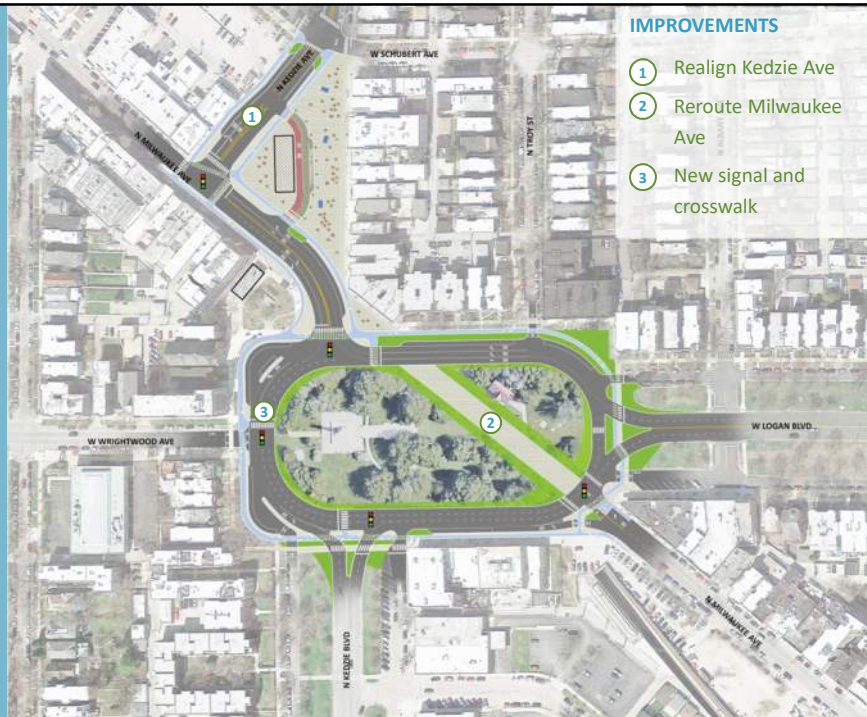 IMPROVEMENTS
1 Realign Kedzie Ave
2 Reroute Milwaukee
Ave
3 New signal and
crosswalk
N KEDZIE AVE
W SCHUBERT AVE
1
N MILWAUKEE AVE
N TROY ST
3
2
W WRIGHTWOOD AVE
W LOGAN BLVD
N KEDZIE BLVD
N MILWAUKEE AVE